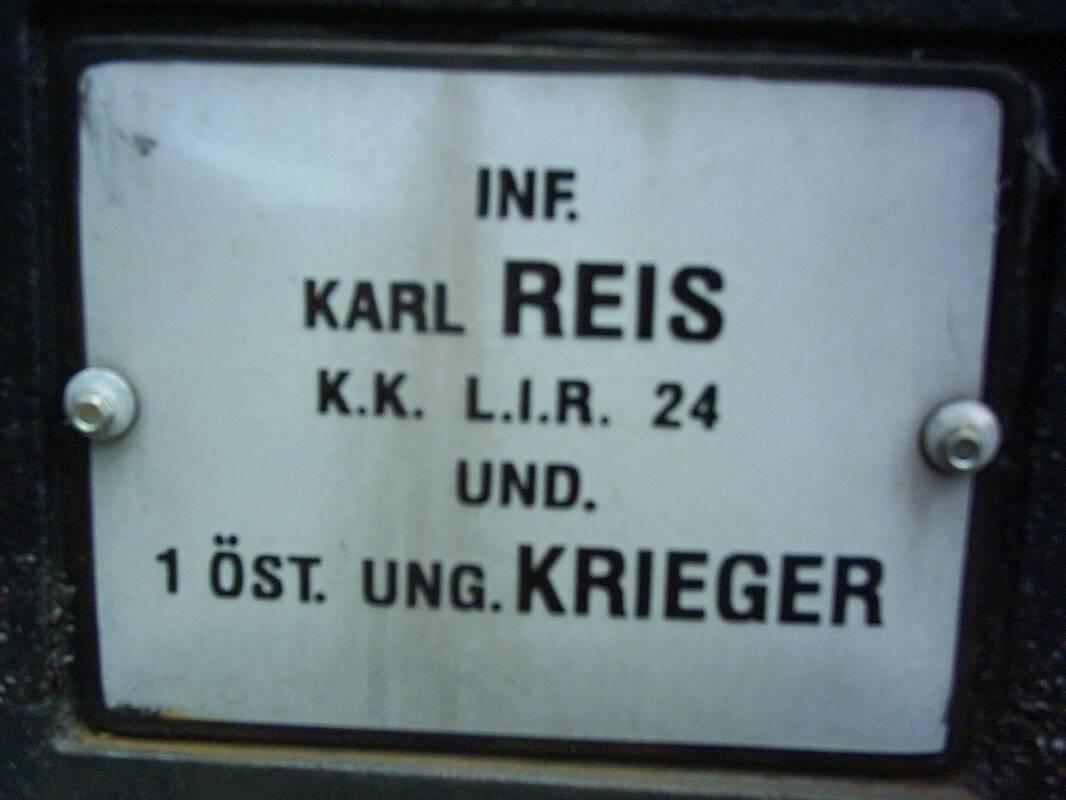 INF.
KARL REIS
K.K. L.I.R. 24
UND.
1 ÖST. UNG. KRIEGER